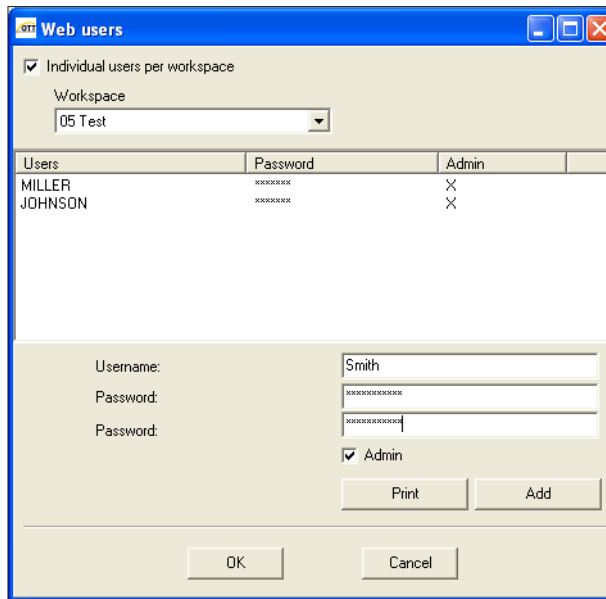 OTT Web users
Individual users per workspace
Workspace
05 Test
Users Password Admin
MILLER ******* X
JOHNSON ******* X
Username: Smith
Password: ***********
Password: ***********
Admin
Print Add
OK Cancel